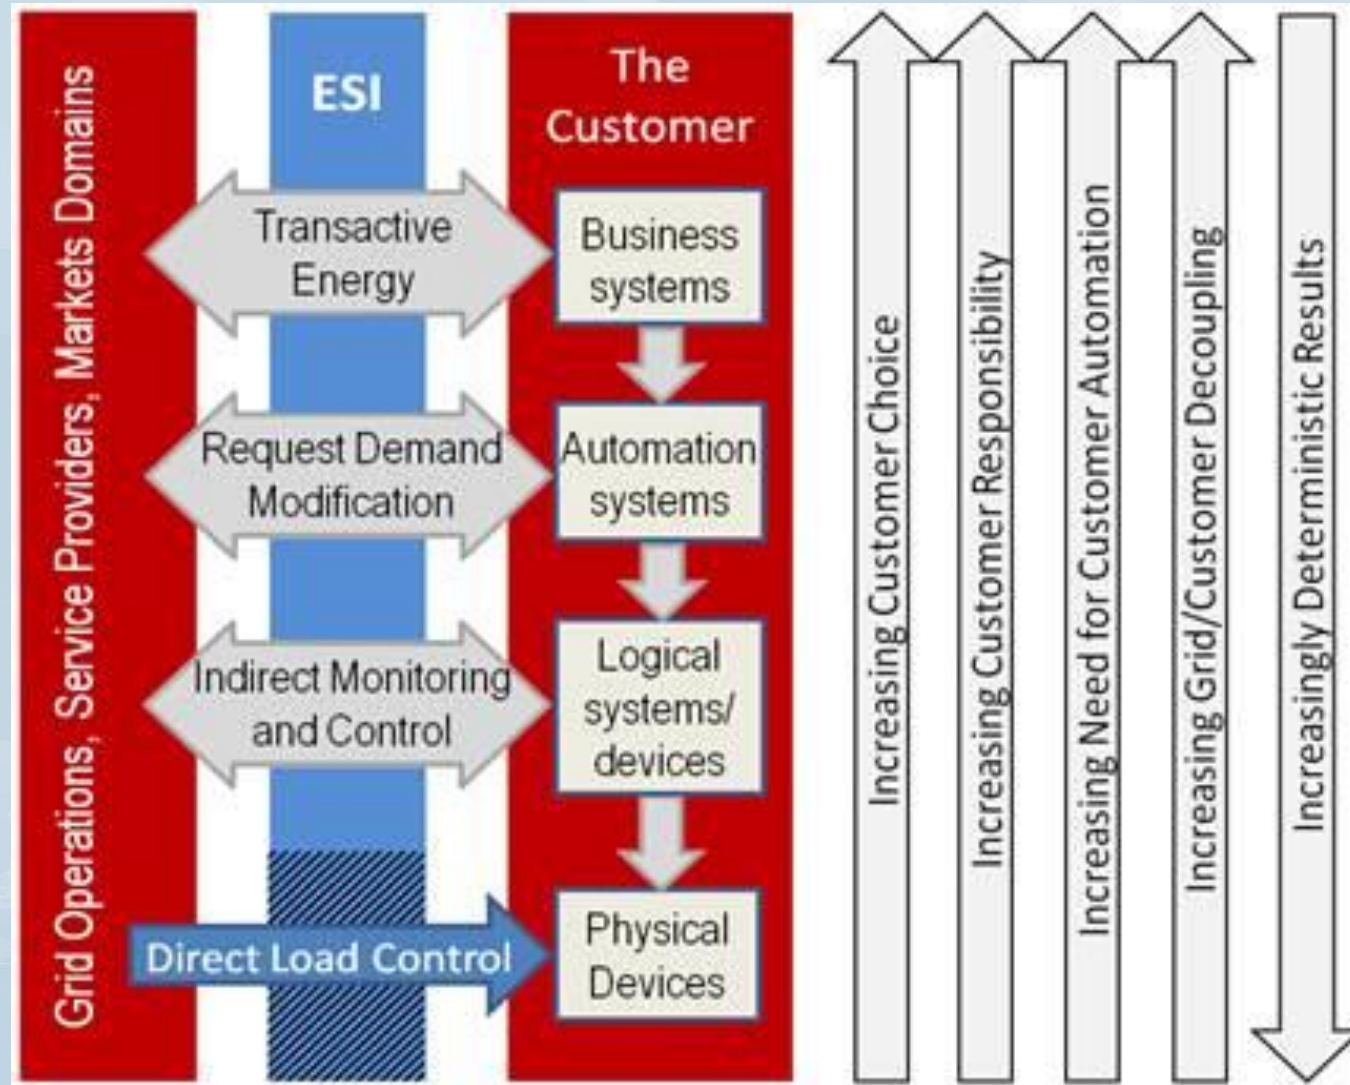 Grid Operations, Service Providers, Markets Domains
ESI
The
Customer
Transactive
Energy
Business
systems
Request Demand
Modification
Automation
systems
Indirect Monitoring
and Control
Logical
systems/
devices
Direct Load Control
Physical
Devices
Increasing Customer Choice
Increasing Customer Responsibility
Increasing Need for Customer Automation
Increasing Grid/Customer Decoupling
Increasingly Deterministic Results